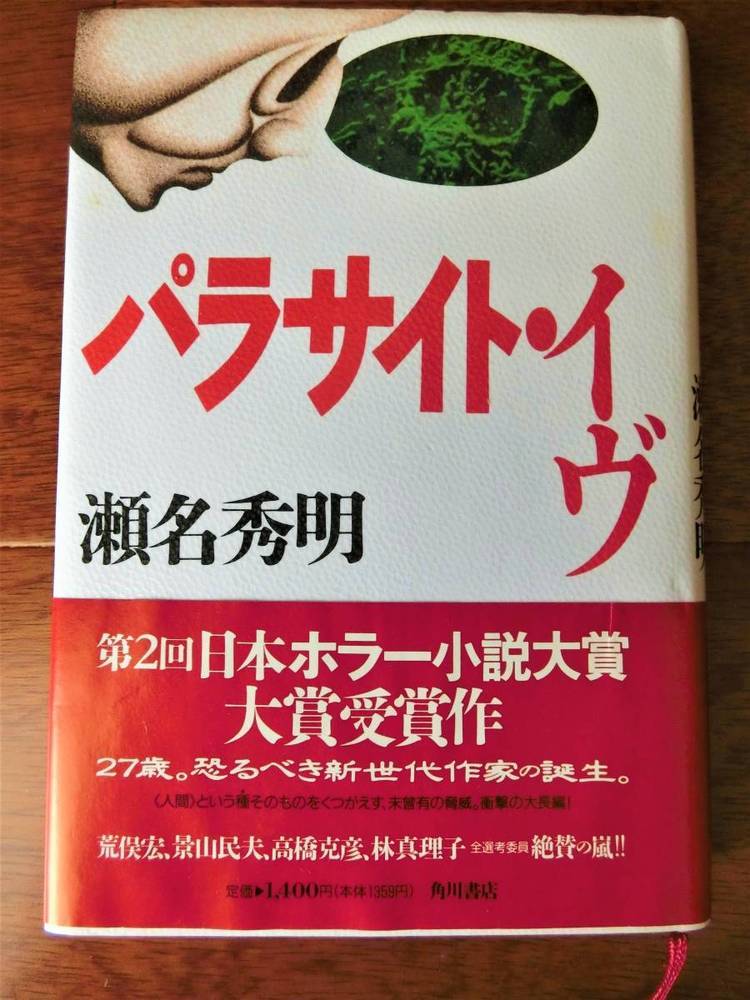 パラサイト・イヴ
瀬名秀明
第2回日本ホラー小説大賞
大賞受賞作
27歳。恐るべき新世代作家の誕生。
《人間》という種そのものをくつがえす、未曾有の脅威。衝撃の大長編!
荒俣宏、景山民夫、高橋克彦、林真理子 全選考委員 絶賛の嵐!!
定価▶1,400円(本体1359円) 角川書店
瀬名秀明